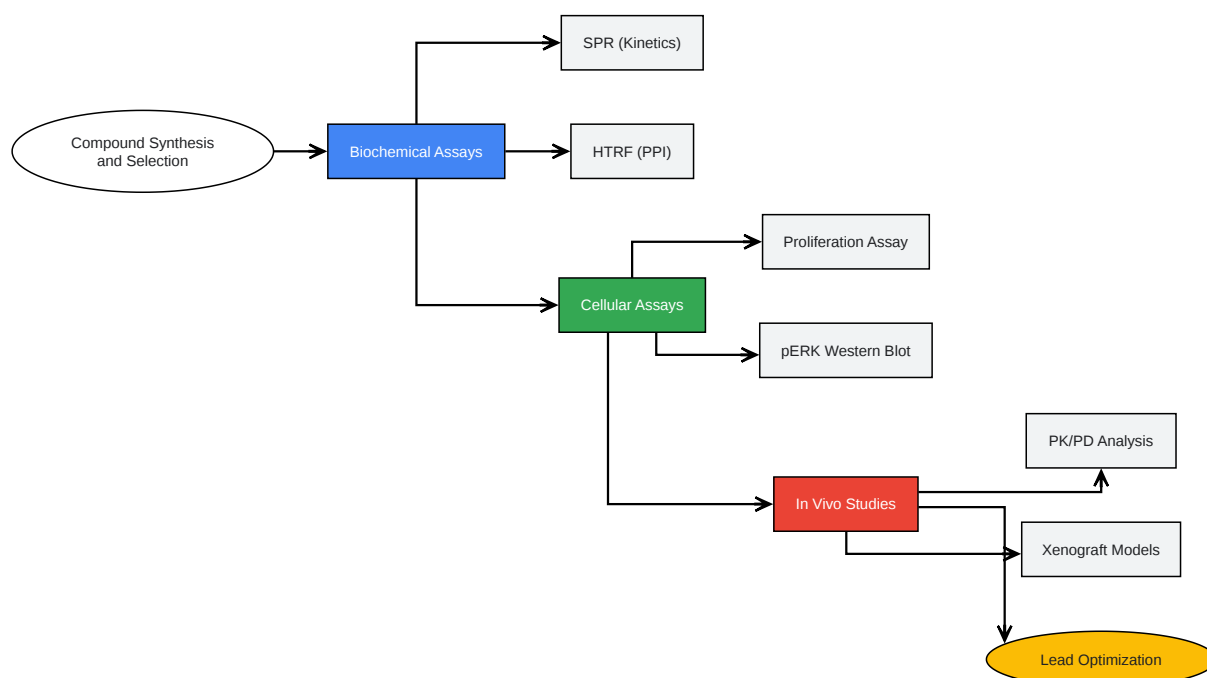 SPR (Kinetics)
Compound Synthesis
and Selection
Biochemical Assays
HTRF (PPI)
Proliferation Assay
Cellular Assays
pERK Western Blot
PK/PD Analysis
In Vivo Studies
Xenograft Models
Lead Optimization